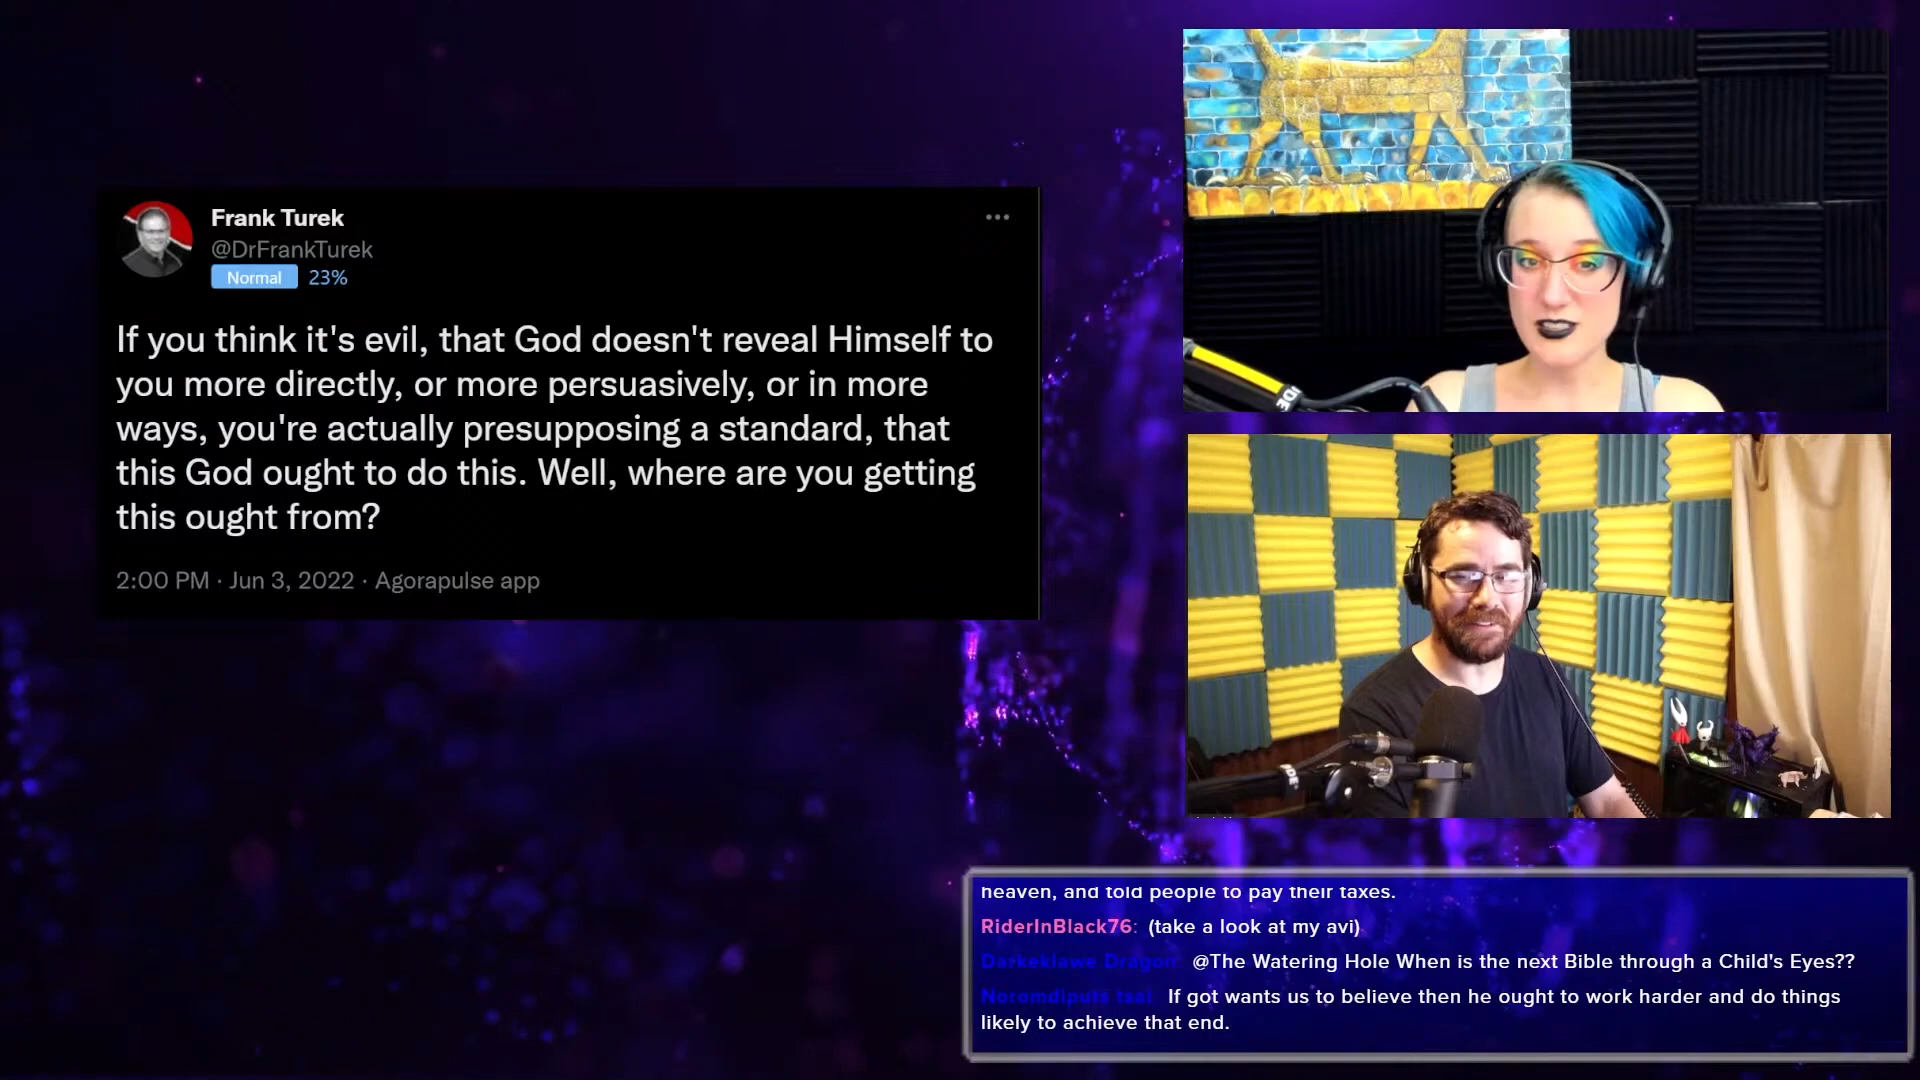 Frank Turek
@DrFrankTurek
Normal 23%
If you think it's evil, that God doesn't reveal Himself to
you more directly, or more persuasively, or in more
ways, you're actually presupposing a standard, that
this God ought to do this. Well, where are you getting
this ought from?
2:00 PM · Jun 3, 2022 · Agorapulse app
heaven, and told people to pay their taxes.
RiderInBlack76: (take a look at my avi)
Darkeklawe Dragon: @The Watering Hole When is the next Bible through a Child's Eyes??
If got wants us to believe then he ought to work harder and do things
likely to achieve that end.